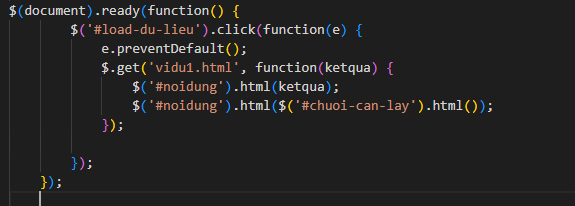 $(document).ready(function() {
$('#load-du-lieu').click(function(e) {
e.preventDefault();
$.get('vidu1.html', function(ketqua) {
$('#noidung').html(ketqua);
$('#noidung').html($('#chuoi-can-lay').html());
});
});
});